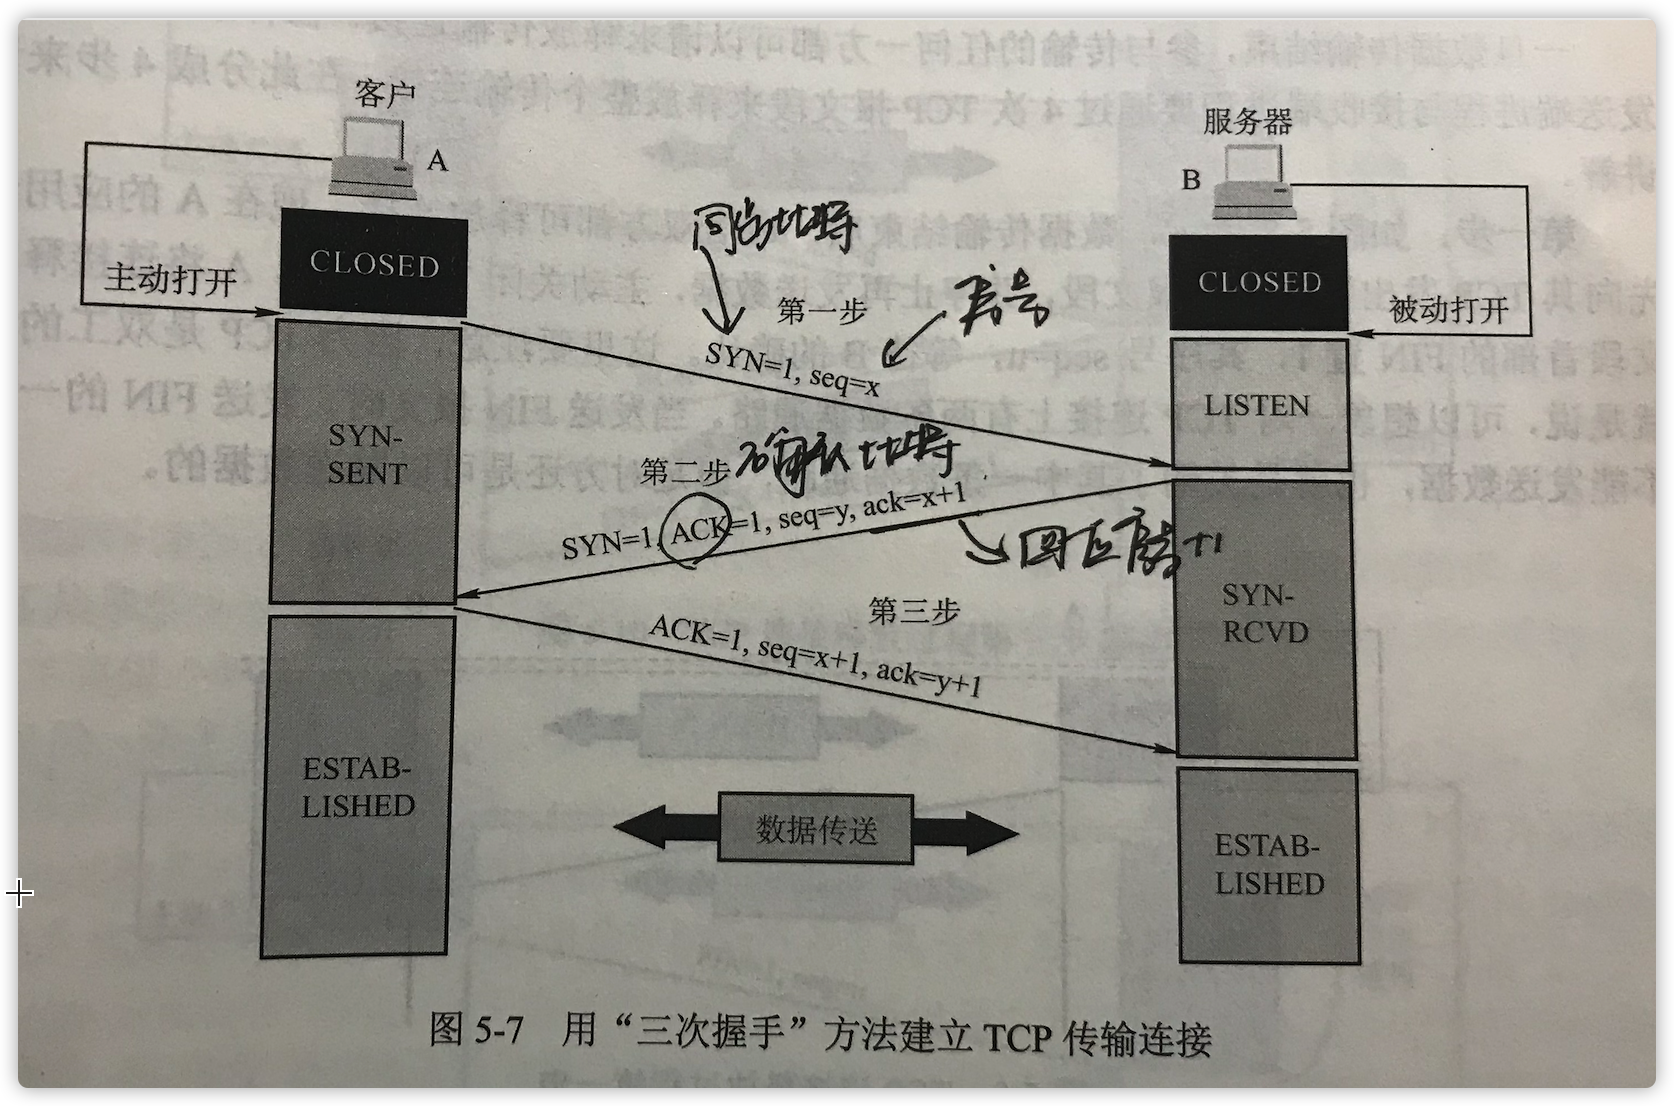 客户
A
服务器
B
CLOSED
主动打开
CLOSED
被动打开
同步比特
第一步
序号
SYN=1, seq=x
SYN-
SENT
LISTEN
第二步
确认比特
SYN=1, ACK=1, seq=y, ack=x+1
回应序号+1
SYN-
RCVD
第三步
ACK=1, seq=x+1, ack=y+1
ESTAB-
LISHED
数据传送
ESTAB-
LISHED
图 5-7 用“三次握手”方法建立 TCP 传输连接